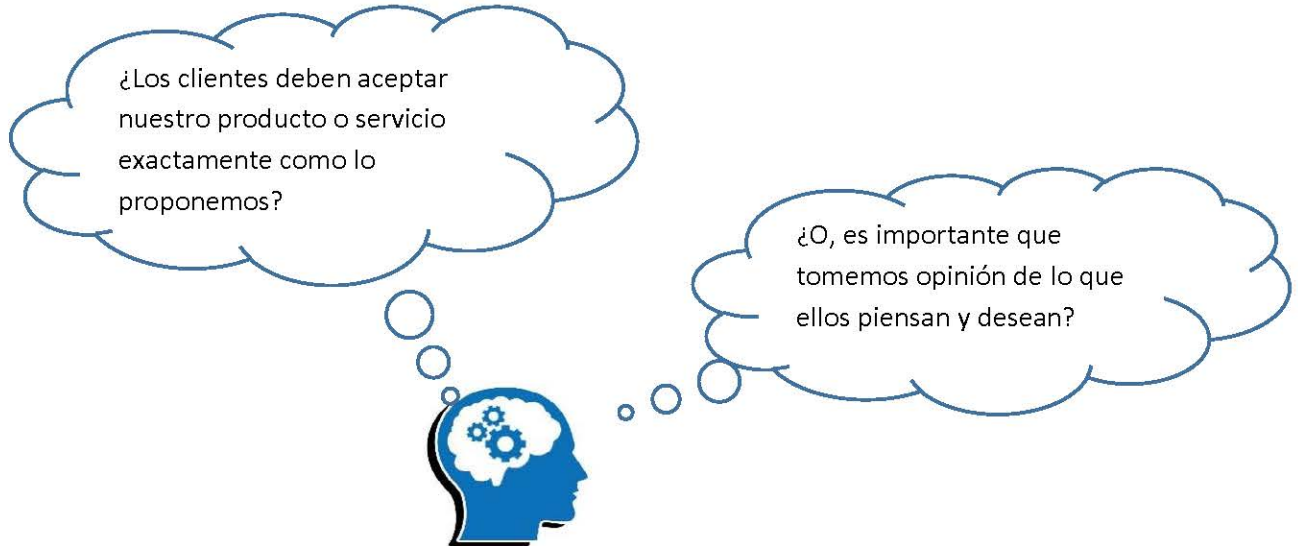 ¿Los clientes deben aceptar
nuestro producto o servicio
exactamente como lo
proponemos?
¿O, es importante que
tomemos opinión de lo que
ellos piensan y desean?